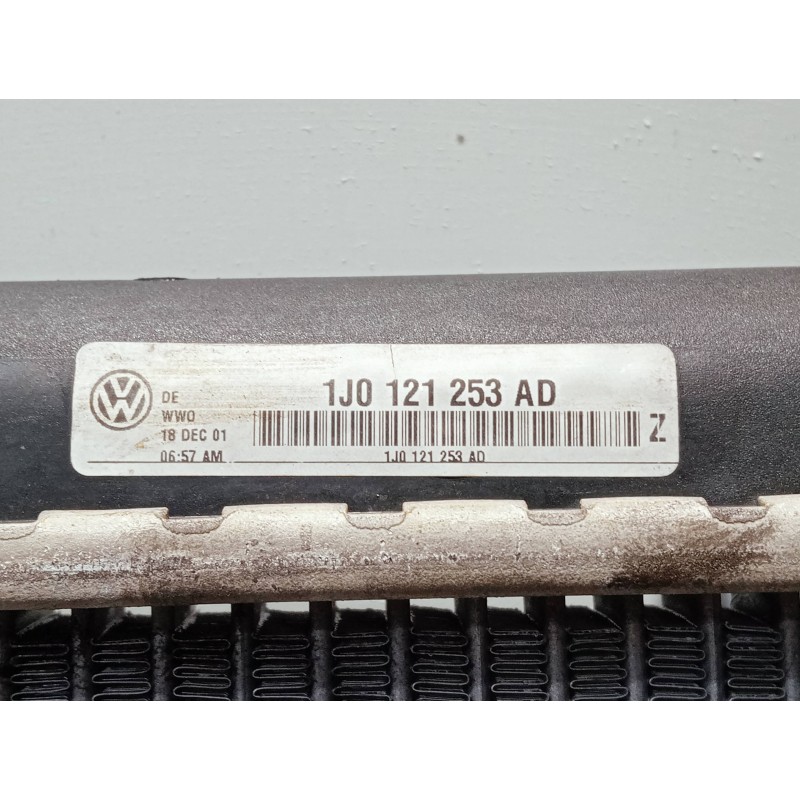 DE
WWO
18 DEC 01
06:57 AM
1J0 121 253 AD
Z
1J0 121 253 AD